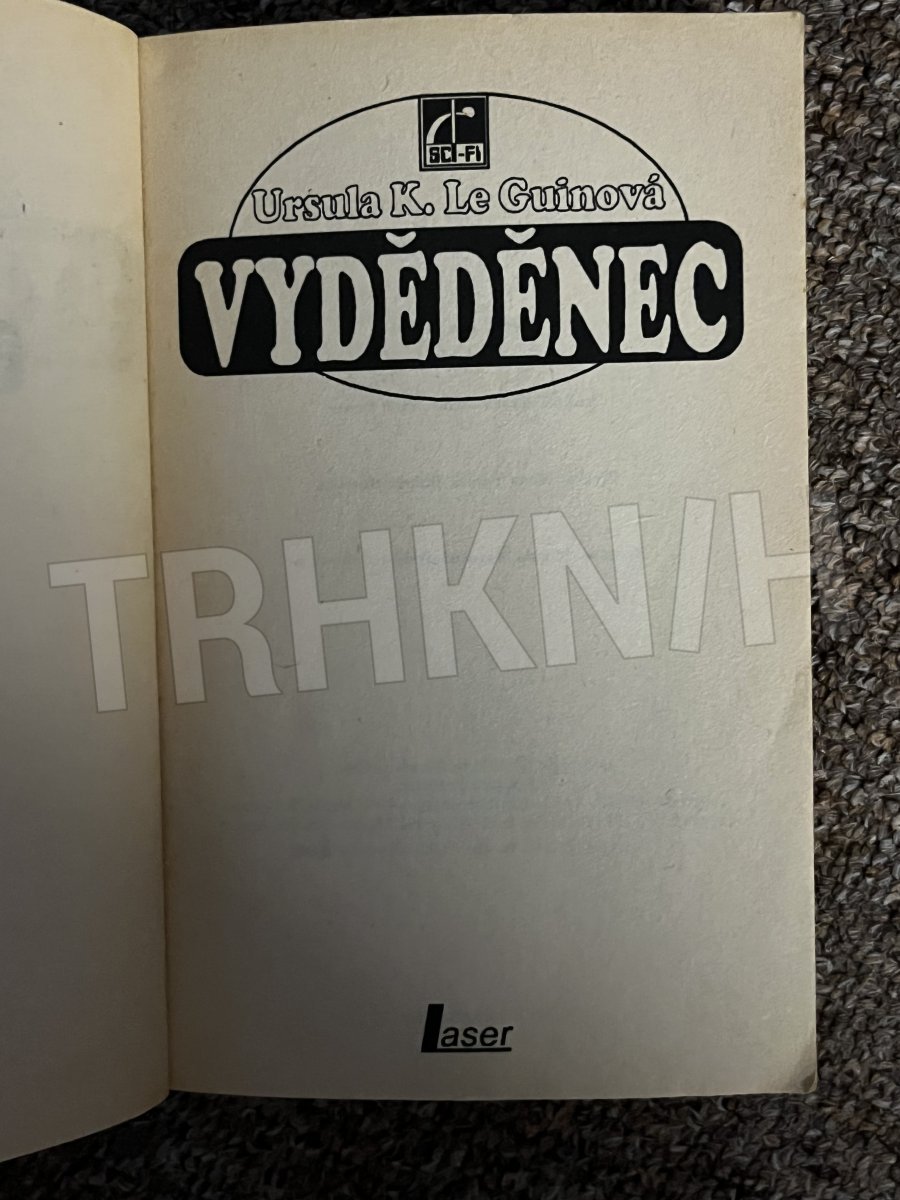 SCI-FI
Ursula K. Le Guinová
VYDĚDĚNEC
TRHKNIH
Laser